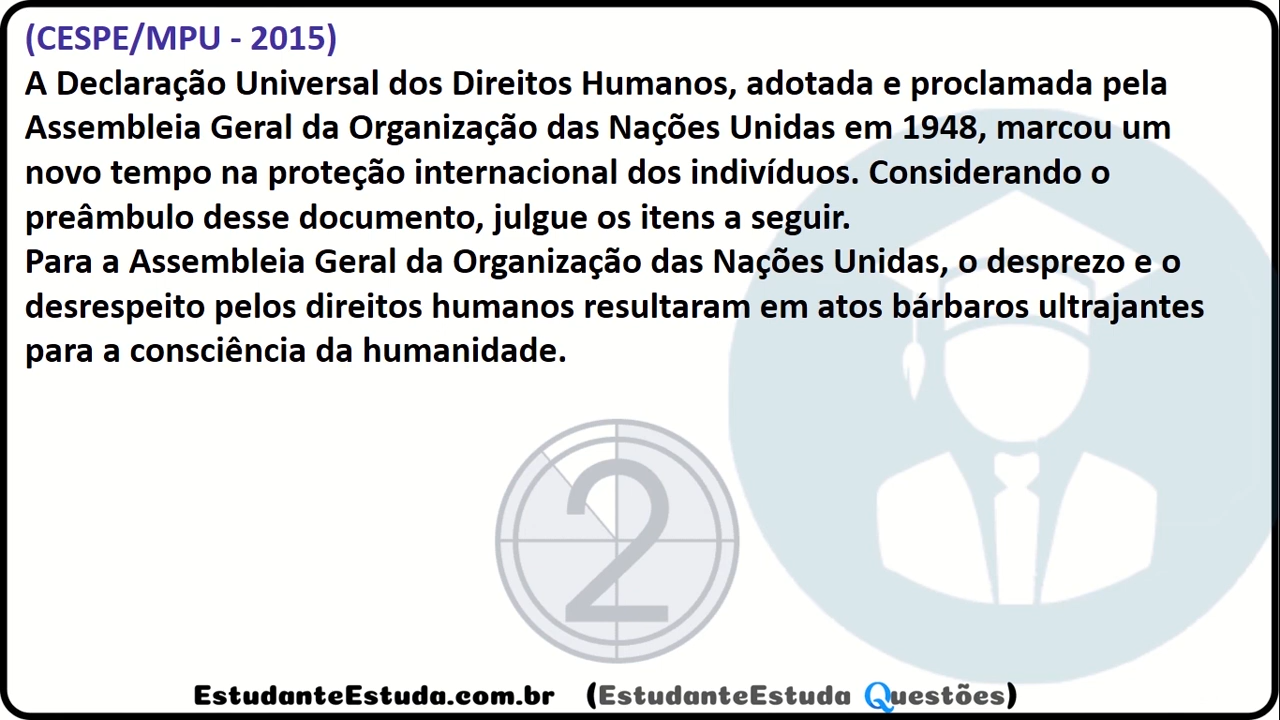 (CESPE/MPU - 2015)
A Declaração Universal dos Direitos Humanos, adotada e proclamada pela
Assembleia Geral da Organização das Nações Unidas em 1948, marcou um
novo tempo na proteção internacional dos indivíduos. Considerando o
preâmbulo desse documento, julgue os itens a seguir.
Para a Assembleia Geral da Organização das Nações Unidas, o desprezo e o
desrespeito pelos direitos humanos resultaram em atos bárbaros ultrajantes
para a consciência da humanidade.
2
EstudanteEstuda.com.br (EstudanteEstuda Questões)